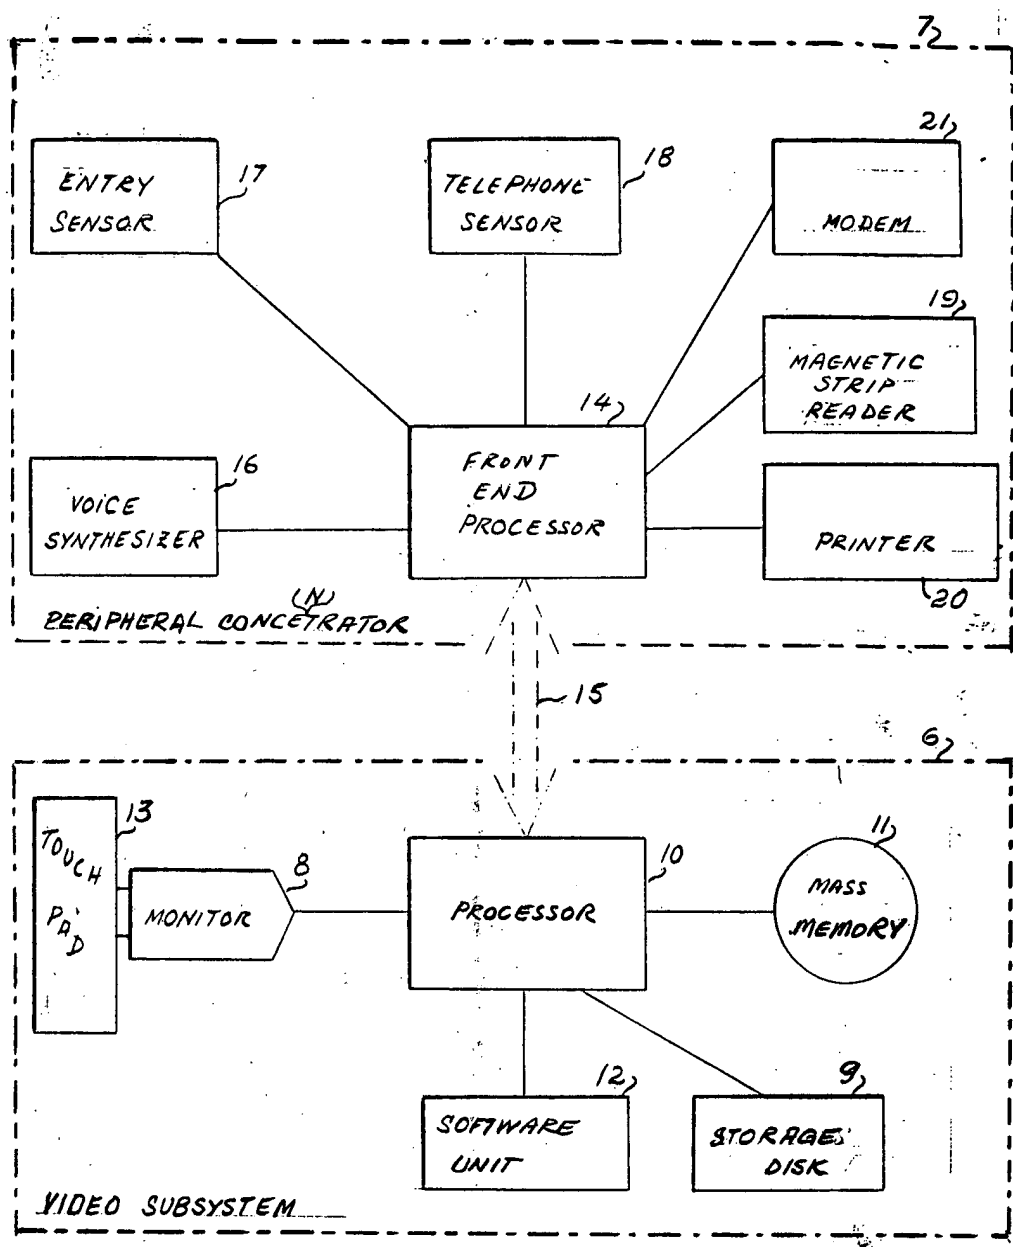 7
21
ENTRY
SENSOR
17
TELEPHONE
SENSOR
18
MODEM
19
MAGNETIC
STRIP
READER
14
FRONT
END
PROCESSOR
16
VOICE
SYNTHESIZER
PRINTER
20
(N)
PERIPHERAL CONCETRATOR
15
6
13
TOUCH
PAD
8
MONITOR
10
PROCESSOR
11
MASS
MEMORY
12
SOFTWARE
UNIT
9
STORAGES
DISK
VIDEO SUBSYSTEM